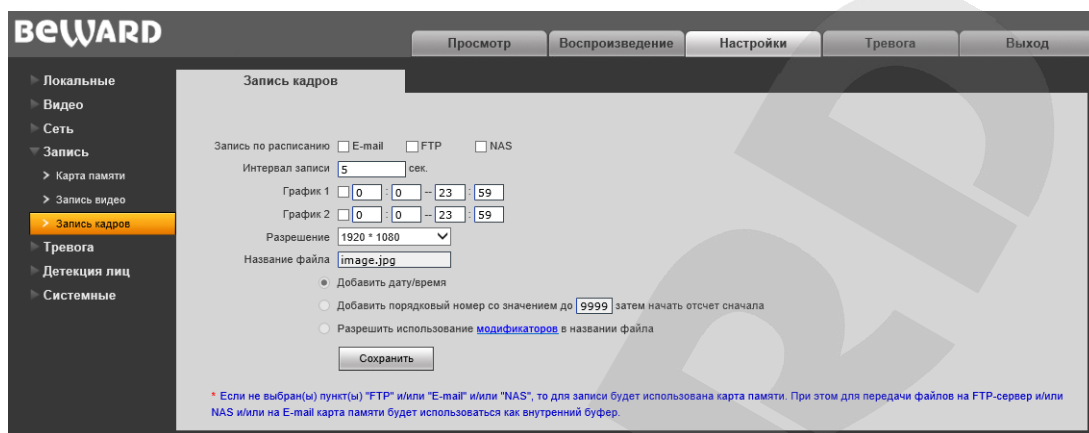 BEWARD
Просмотр Воспроизведение Настройки Тревога Выход
Локальные
Видео
Сеть
Запись
Карта памяти
Запись видео
Запись кадров
Тревога
Детекция лиц
Системные
Запись кадров
Запись по расписанию E-mail FTP NAS
Интервал записи 5 сек.
График 1 0 : 0 -- 23 : 59
График 2 0 : 0 -- 23 : 59
Разрешение 1920 * 1080
Название файла image.jpg
Добавить дату/время
Добавить порядковый номер со значением до 9999 затем начать отсчет сначала
Разрешить использование модификаторов в названии файла
Сохранить
* Если не выбран(ы) пункт(ы) "FTP" и/или "E-mail" и/или "NAS", то для записи будет использована карта памяти. При этом для передачи файлов на FTP-сервер и/или
NAS и/или на E-mail карта памяти будет использоваться как внутренний буфер.